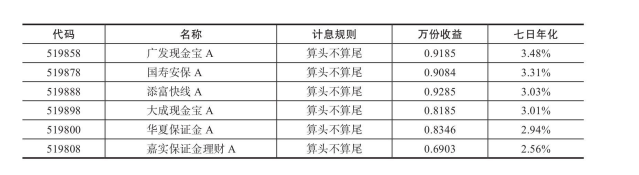 代码 名称 计息规则 万份收益 七日年化
519858 广发现金宝 A 算头不算尾 0.9185 3.48%
519878 国寿安保 A 算头不算尾 0.9084 3.31%
519888 添富快线 A 算头不算尾 0.9285 3.03%
519898 大成现金宝 A 算头不算尾 0.8185 3.01%
519800 华夏保证金 A 算头不算尾 0.8346 2.94%
519808 嘉实保证金理财 A 算头不算尾 0.6903 2.56%